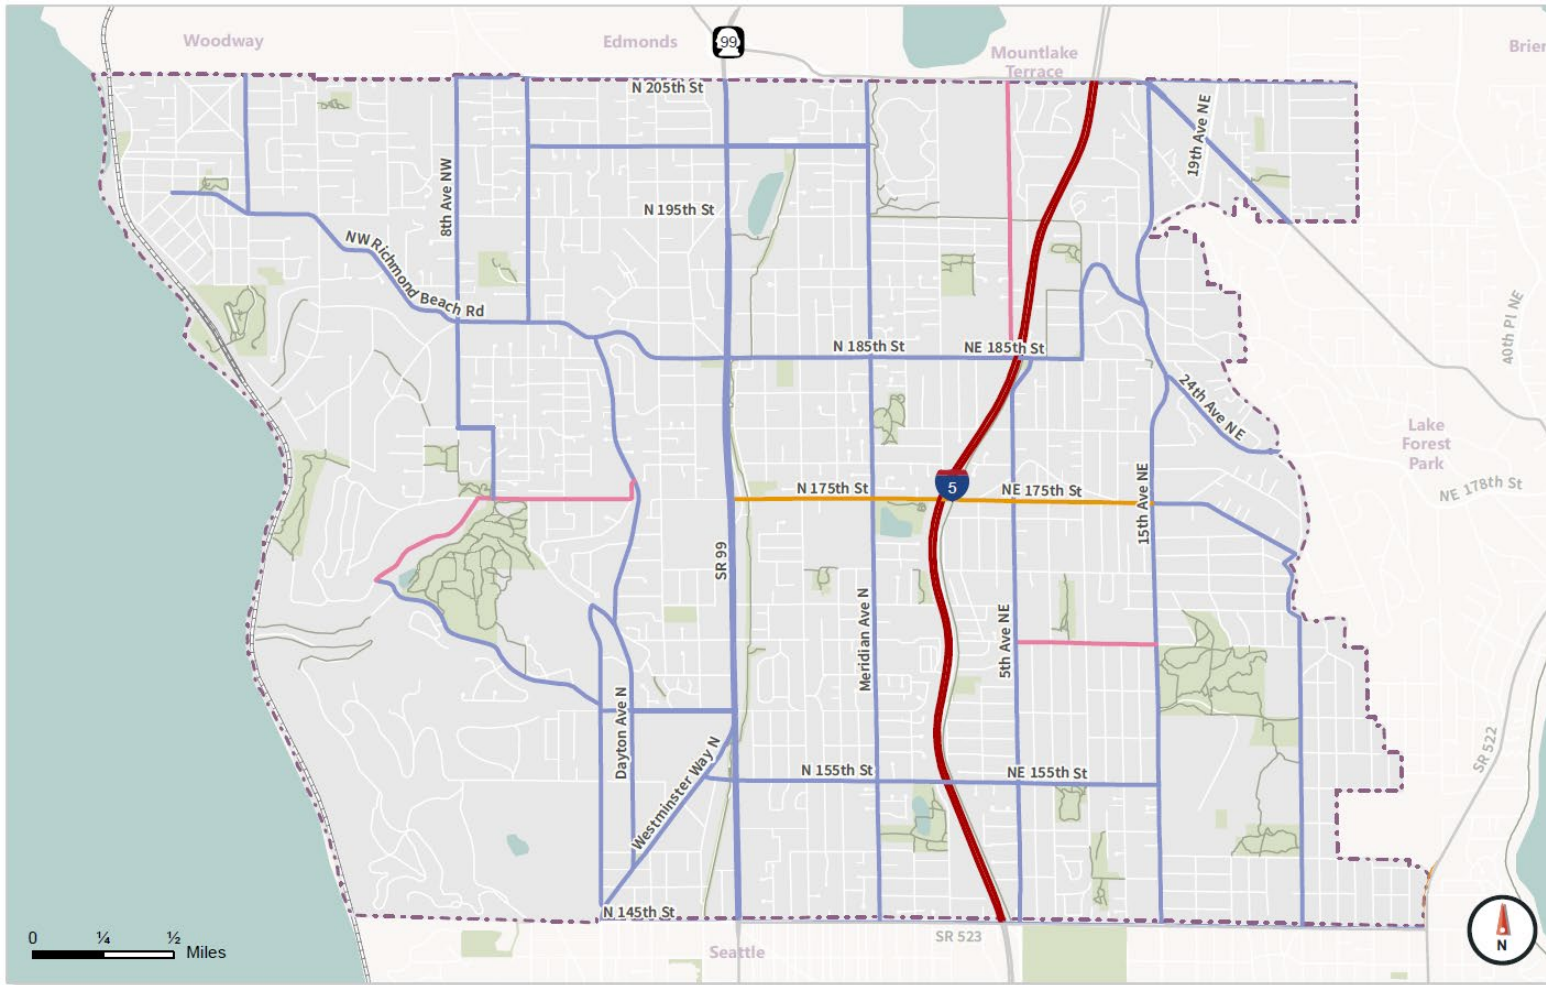 Woodway
Edmonds
99
Mountlake
Terrace
Brier
N 205th St
19th Ave NE
8th Ave NW
N 195th St
NW Richmond Beach Rd
N 185th St
NE 185th St
40th Pl NE
24th Ave NE
Lake
Forest
Park
5
N 175th St
NE 175th St
15th Ave NE
NE 178th St
SR 99
Meridian Ave N
5th Ave NE
Dayton Ave N
Westminster Way N
N 155th St
NE 155th St
SR 522
N 145th St
SR 523
Seattle
0 ¼ ½
Miles
N